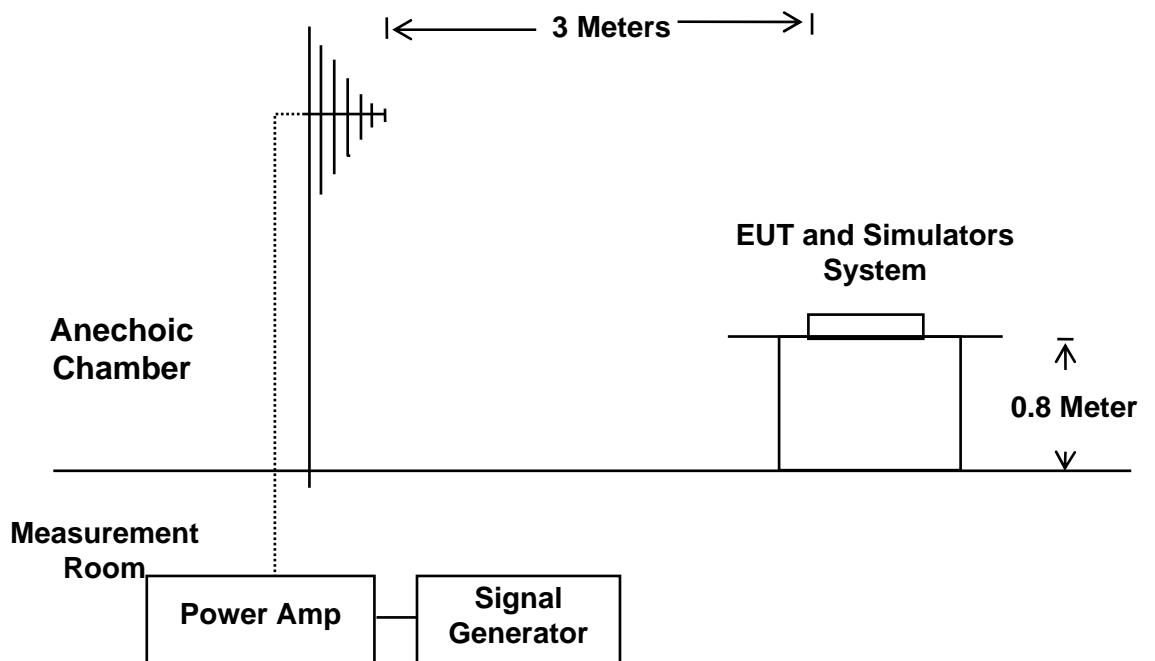 3 Meters
EUT and Simulators
System
Anechoic
Chamber
0.8 Meter
Measurement
Room
Power Amp
Signal
Generator